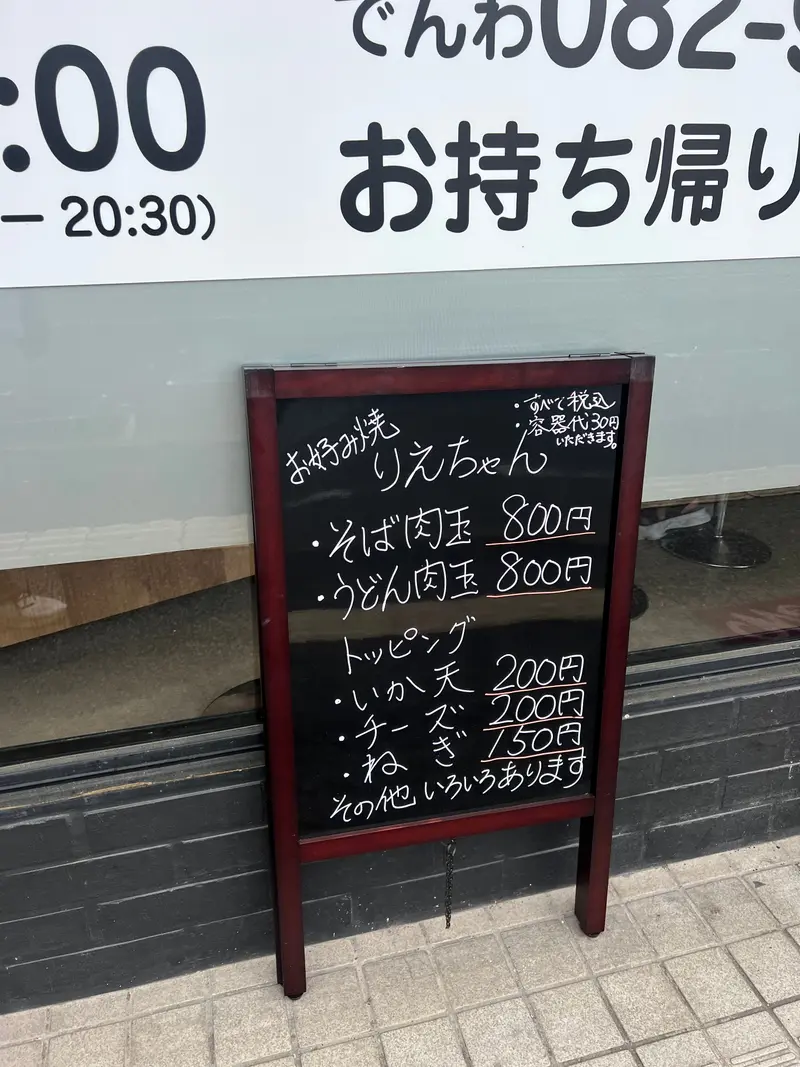 でんわ082-9
:00
お持ち帰り
— 20:30)
・すべて税込
・容器代30円
いただきます。
お好み焼
りえちゃん
・そば肉玉 800円
・うどん肉玉 800円
トッピング
・いか天 200円
・チーズ 200円
・ねぎ 150円
その他いろいろあります